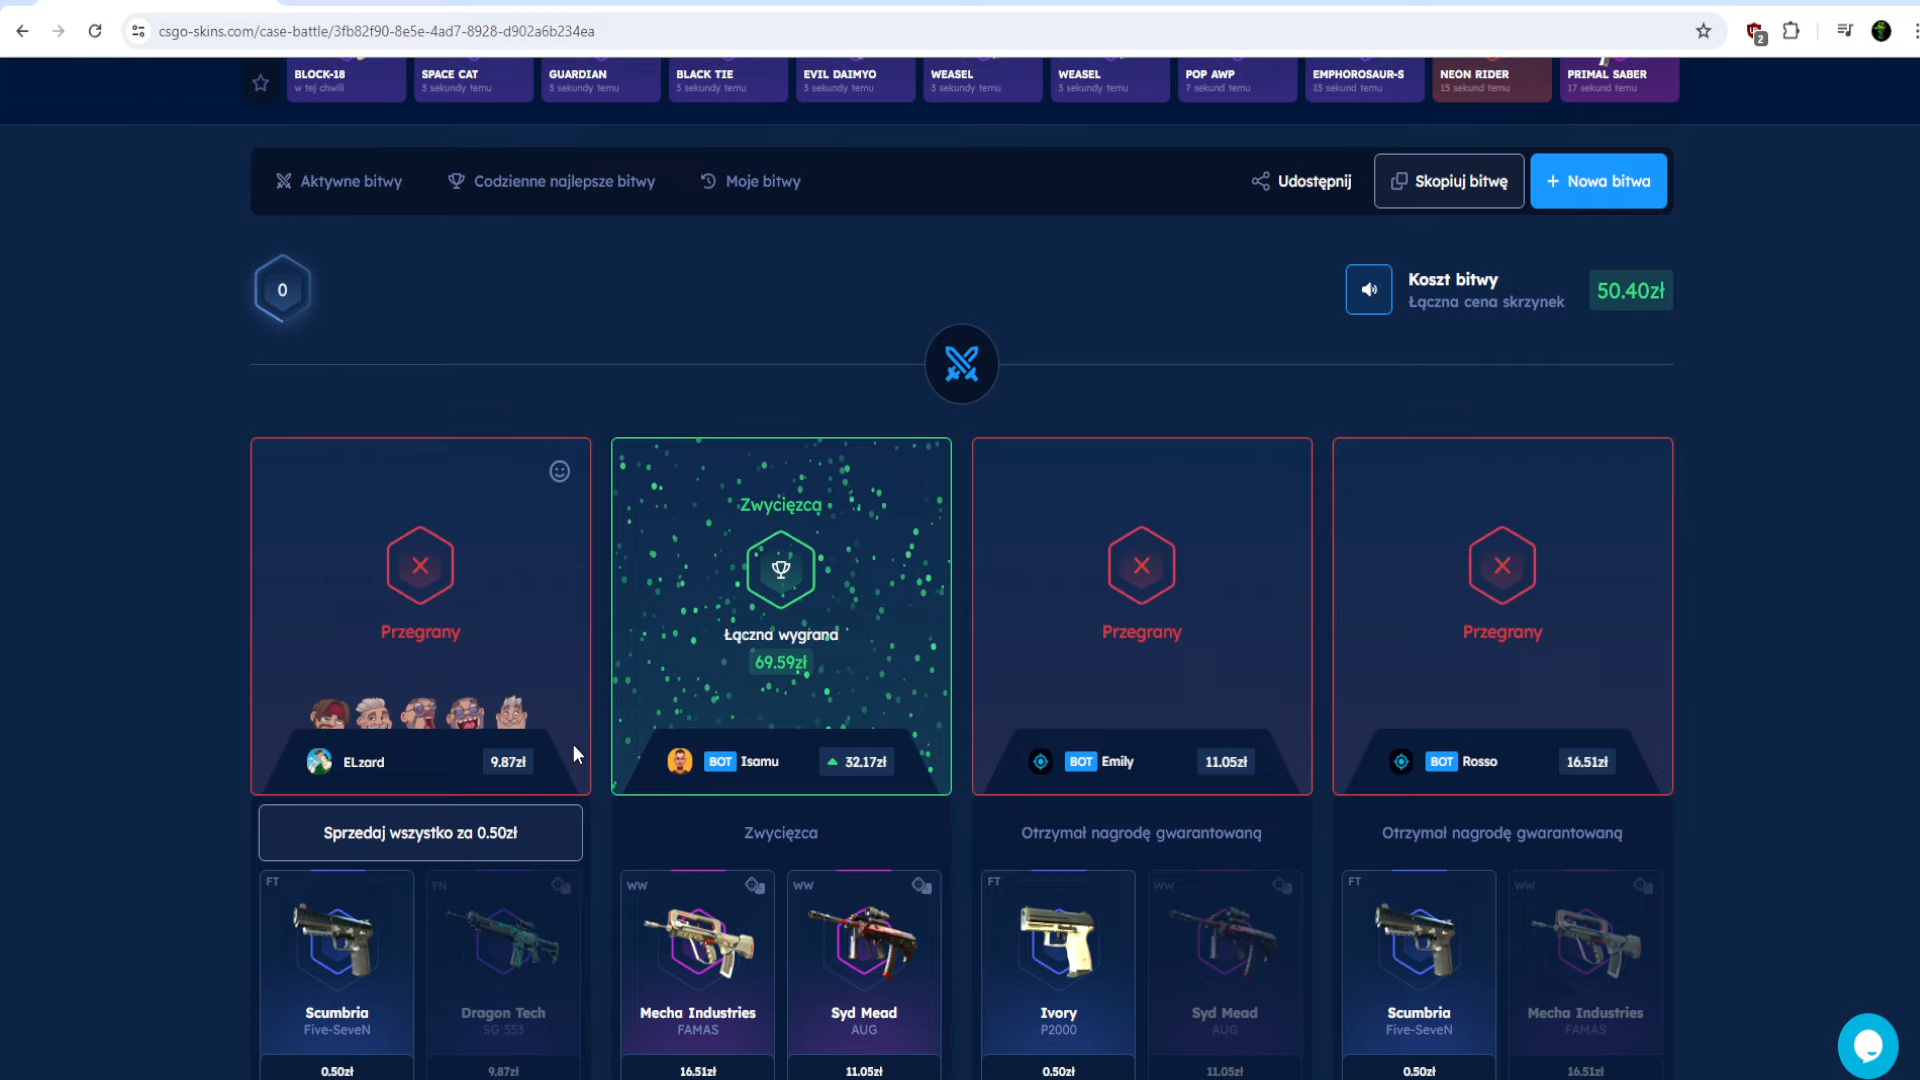 csgo-skins.com/case-battle/3fb82f90-8e5e-4ad7-8928-d902a6b234ea
2
BLOCK-18
w tej chwili
SPACE CAT
3 sekundy temu
GUARDIAN
3 sekundy temu
BLACK TIE
3 sekundy temu
EVIL DAIMYO
3 sekundy temu
WEASEL
3 sekundy temu
WEASEL
3 sekundy temu
POP AWP
7 sekund temu
EMPHOROSAUR-S
13 sekund temu
NEON RIDER
15 sekund temu
PRIMAL SABER
17 sekund temu
Aktywne bitwy
Codzienne najlepsze bitwy
Moje bitwy
Udostępnij
Skopiuj bitwę
+ Nowa bitwa
0
Koszt bitwy
Łączna cena skrzynek
50.40zł
Przegrany
ELzard
9.87zł
Zwycięzca
Łączna wygrana
69.59zł
BOT Isamu
32.17zł
Przegrany
BOT Emily
11.05zł
Przegrany
BOT Rosso
16.51zł
Sprzedaj wszystko za 0.50zł
Zwycięzca
Otrzymał nagrodę gwarantowaną
Otrzymał nagrodę gwarantowaną
FT
Scumbria
Five-SeveN
0.50zł
FN
Dragon Tech
SG 553
9.87zł
WW
Mecha Industries
FAMAS
16.51zł
WW
Syd Mead
AUG
11.05zł
FT
Ivory
P2000
0.50zł
WW
Syd Mead
AUG
11.05zł
FT
Scumbria
Five-SeveN
0.50zł
WW
Mecha Industries
FAMAS
16.51zł